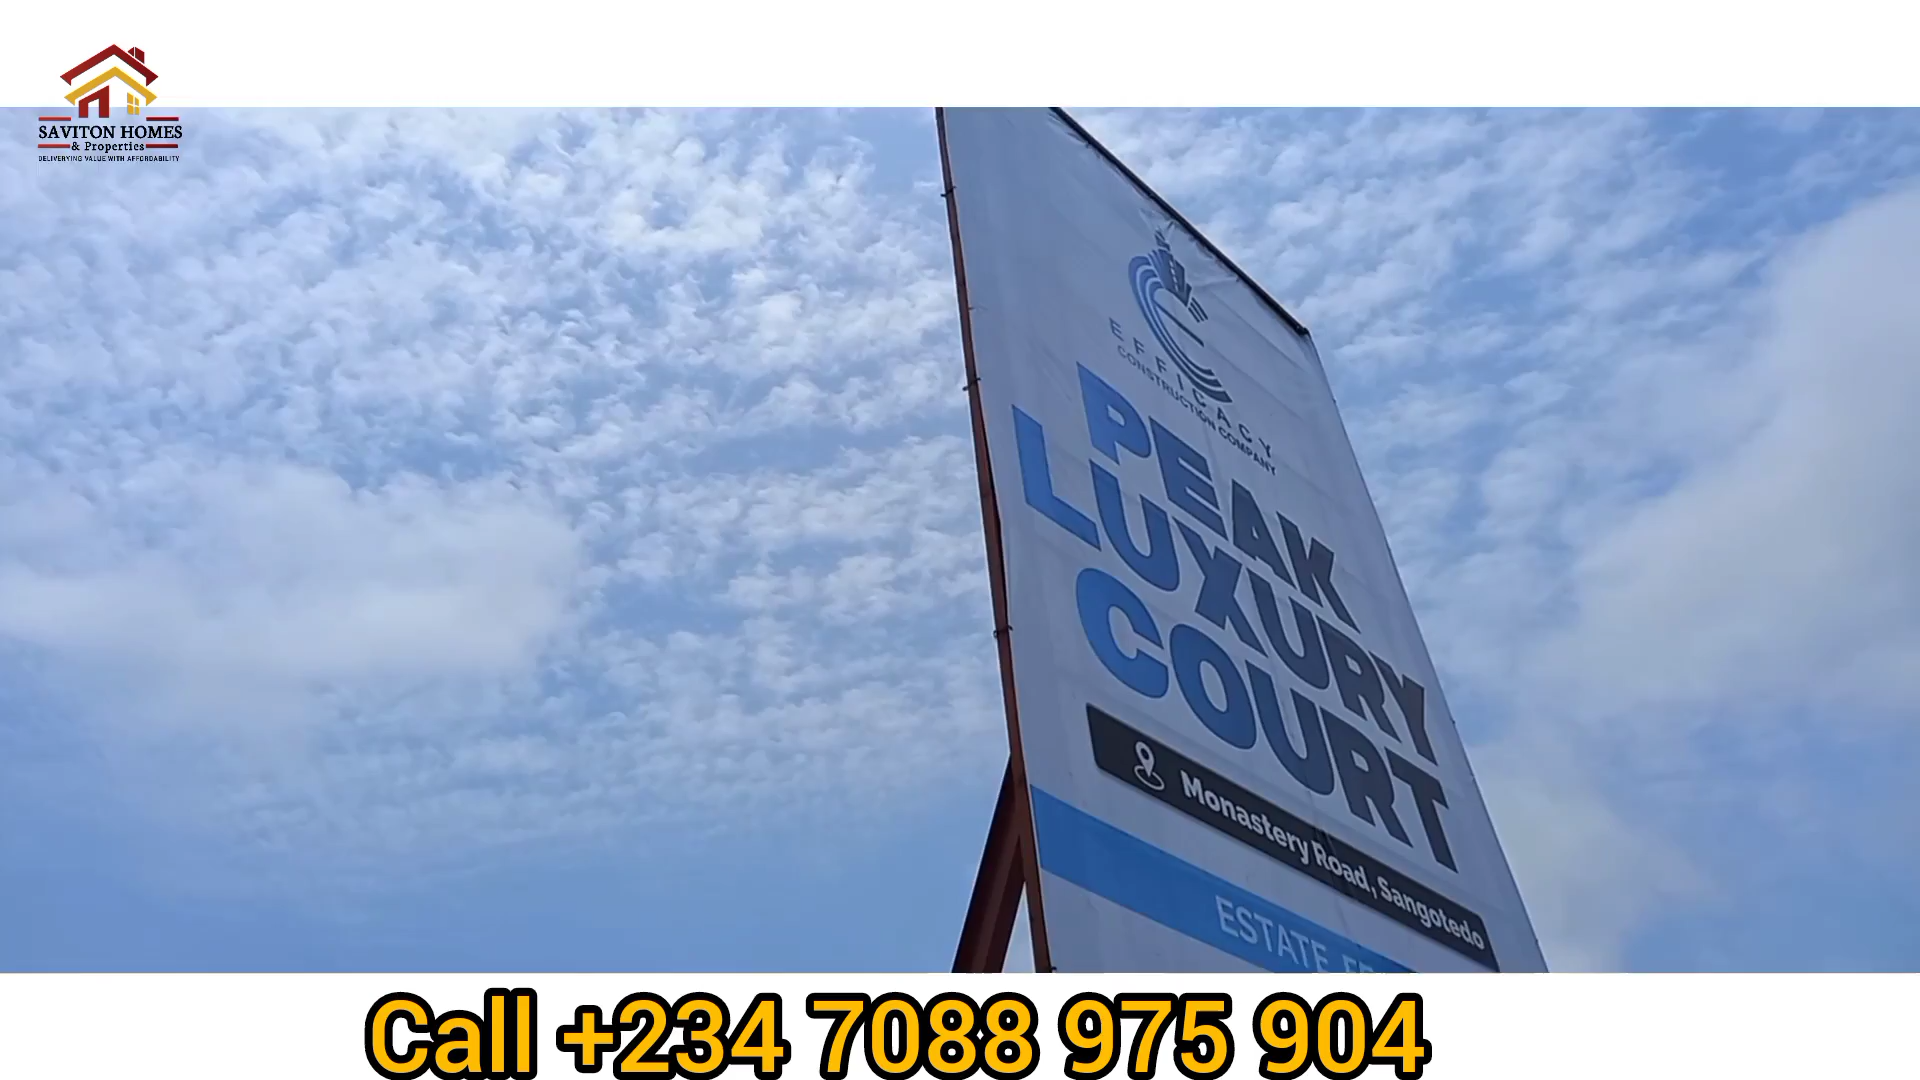 SAVITON HOMES
& Properties
DELIVERYING VALUE WITH AFFORDABILITY
EFFICACY
CONSTRUCTION COMPANY
PEAK
LUXURY
COURT
Monastery Road, Sangotedo
ESTATE
Call +234 7088 975 904